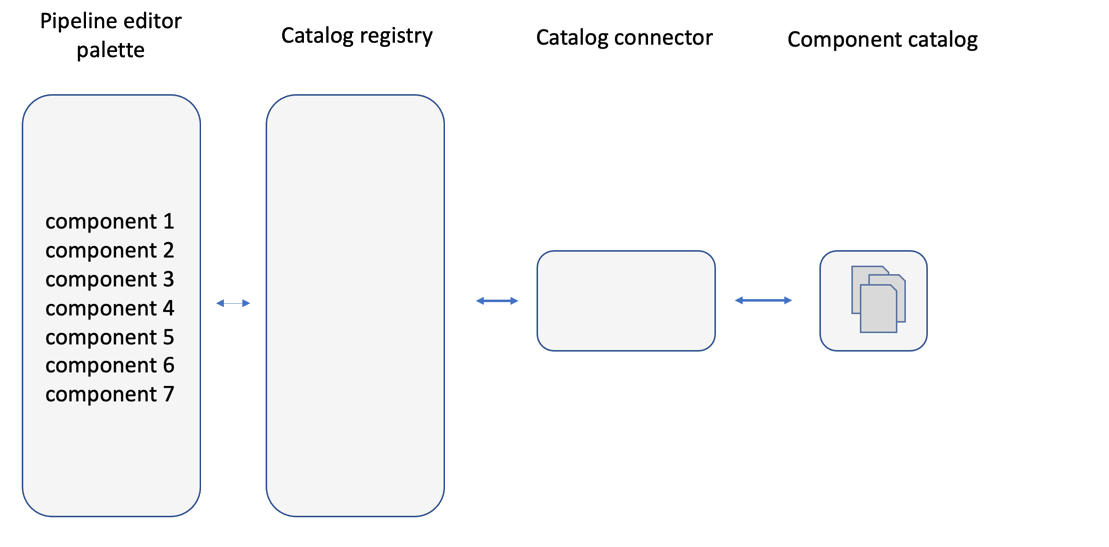 Pipeline editor
palette
Catalog registry
Catalog connector
Component catalog
component 1
component 2
component 3
component 4
component 5
component 6
component 7